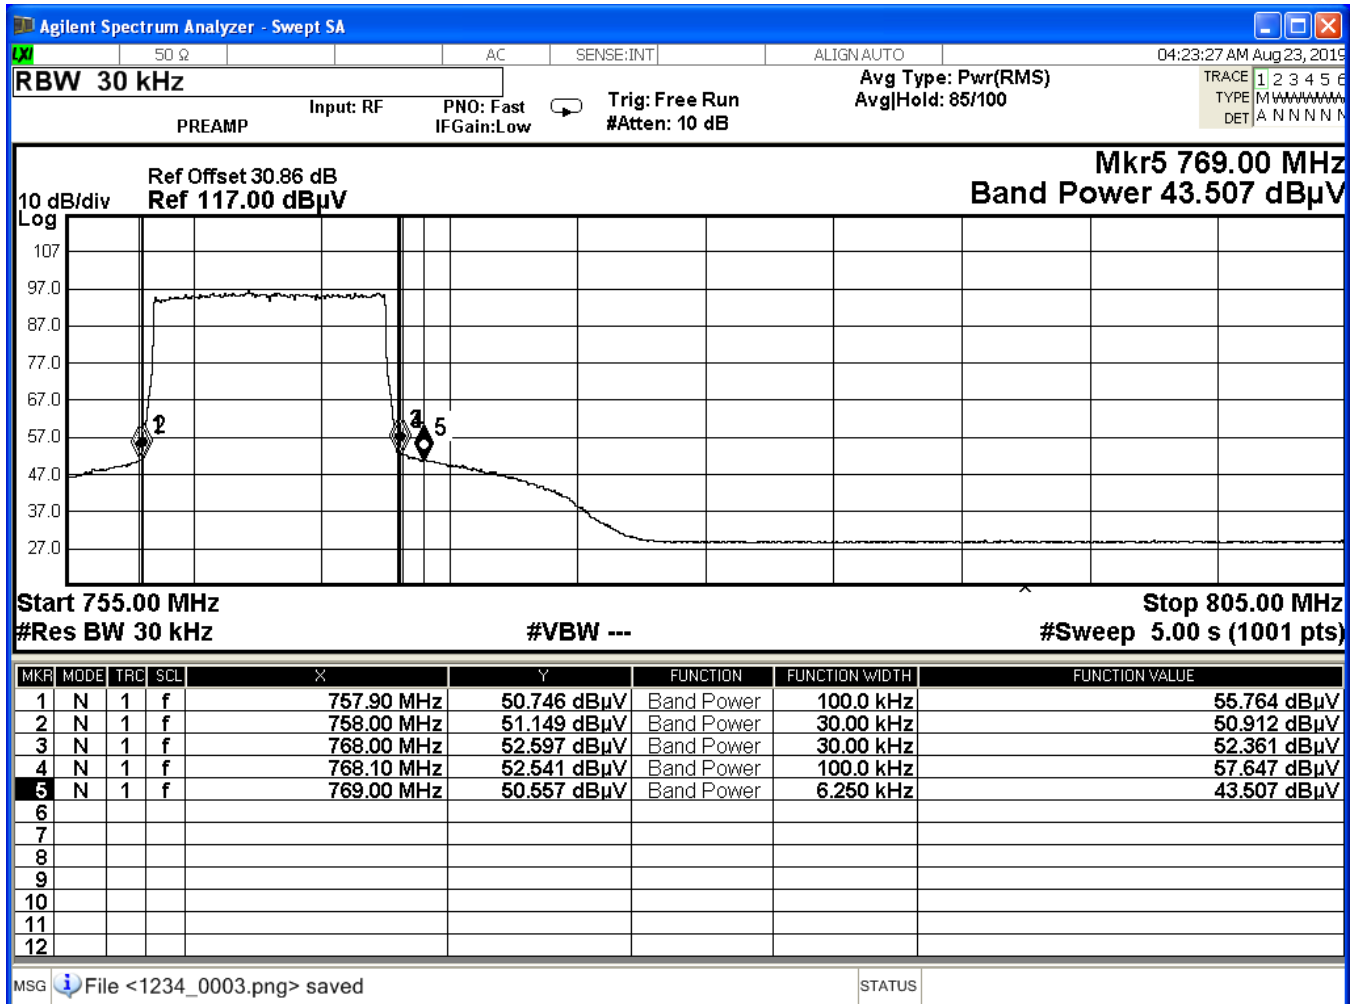 Agilent Spectrum Analyzer - Swept SA
LXI 50 Ω AC SENSE:INT ALIGN AUTO 04:23:27 AM Aug 23, 2019
RBW 30 kHz
Input: RF
PREAMP
PNO: Fast
IFGain:Low
Trig: Free Run
#Atten: 10 dB
Avg Type: Pwr(RMS)
Avg|Hold: 85/100
TRACE 1 2 3 4 5 6
TYPE M
DET A N N N N N
Mkr5 769.00 MHz
Band Power 43.507 dBµV
Ref Offset 30.86 dB
10 dB/div Ref 117.00 dBµV
Log
107
97.0
87.0
77.0
67.0
57.0
47.0
37.0
27.0
5
Start 755.00 MHz Stop 805.00 MHz
#Res BW 30 kHz #VBW --- #Sweep 5.00 s (1001 pts)
MKR MODE TRC SCL X Y FUNCTION FUNCTION WIDTH FUNCTION VALUE
1 N 1 f 757.90 MHz 50.746 dBµV Band Power 100.0 kHz 55.764 dBµV
2 N 1 f 758.00 MHz 51.149 dBµV Band Power 30.00 kHz 50.912 dBµV
3 N 1 f 768.00 MHz 52.597 dBµV Band Power 30.00 kHz 52.361 dBµV
4 N 1 f 768.10 MHz 52.541 dBµV Band Power 100.0 kHz 57.647 dBµV
5 N 1 f 769.00 MHz 50.557 dBµV Band Power 6.250 kHz 43.507 dBµV
6
7
8
9
10
11
12
MSG File <1234_0003.png> saved STATUS